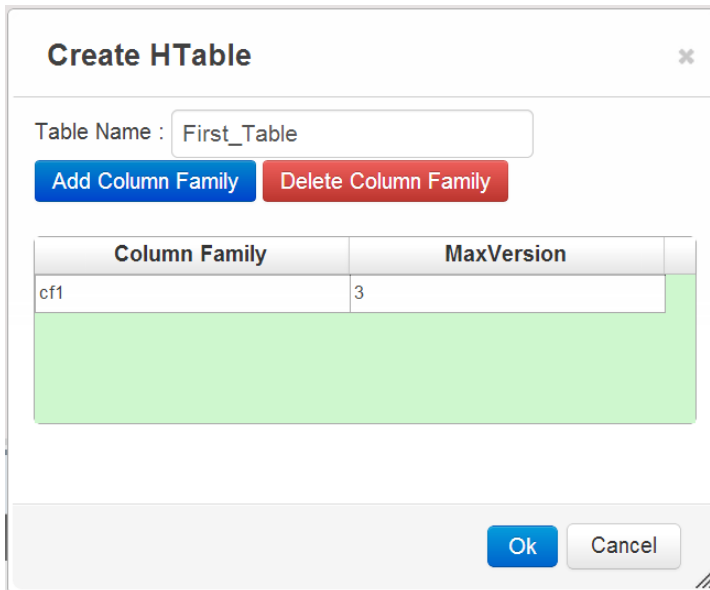 Create HTable ×
Table Name : First_Table
Add Column Family Delete Column Family
Column Family MaxVersion
cf1 3
Ok Cancel